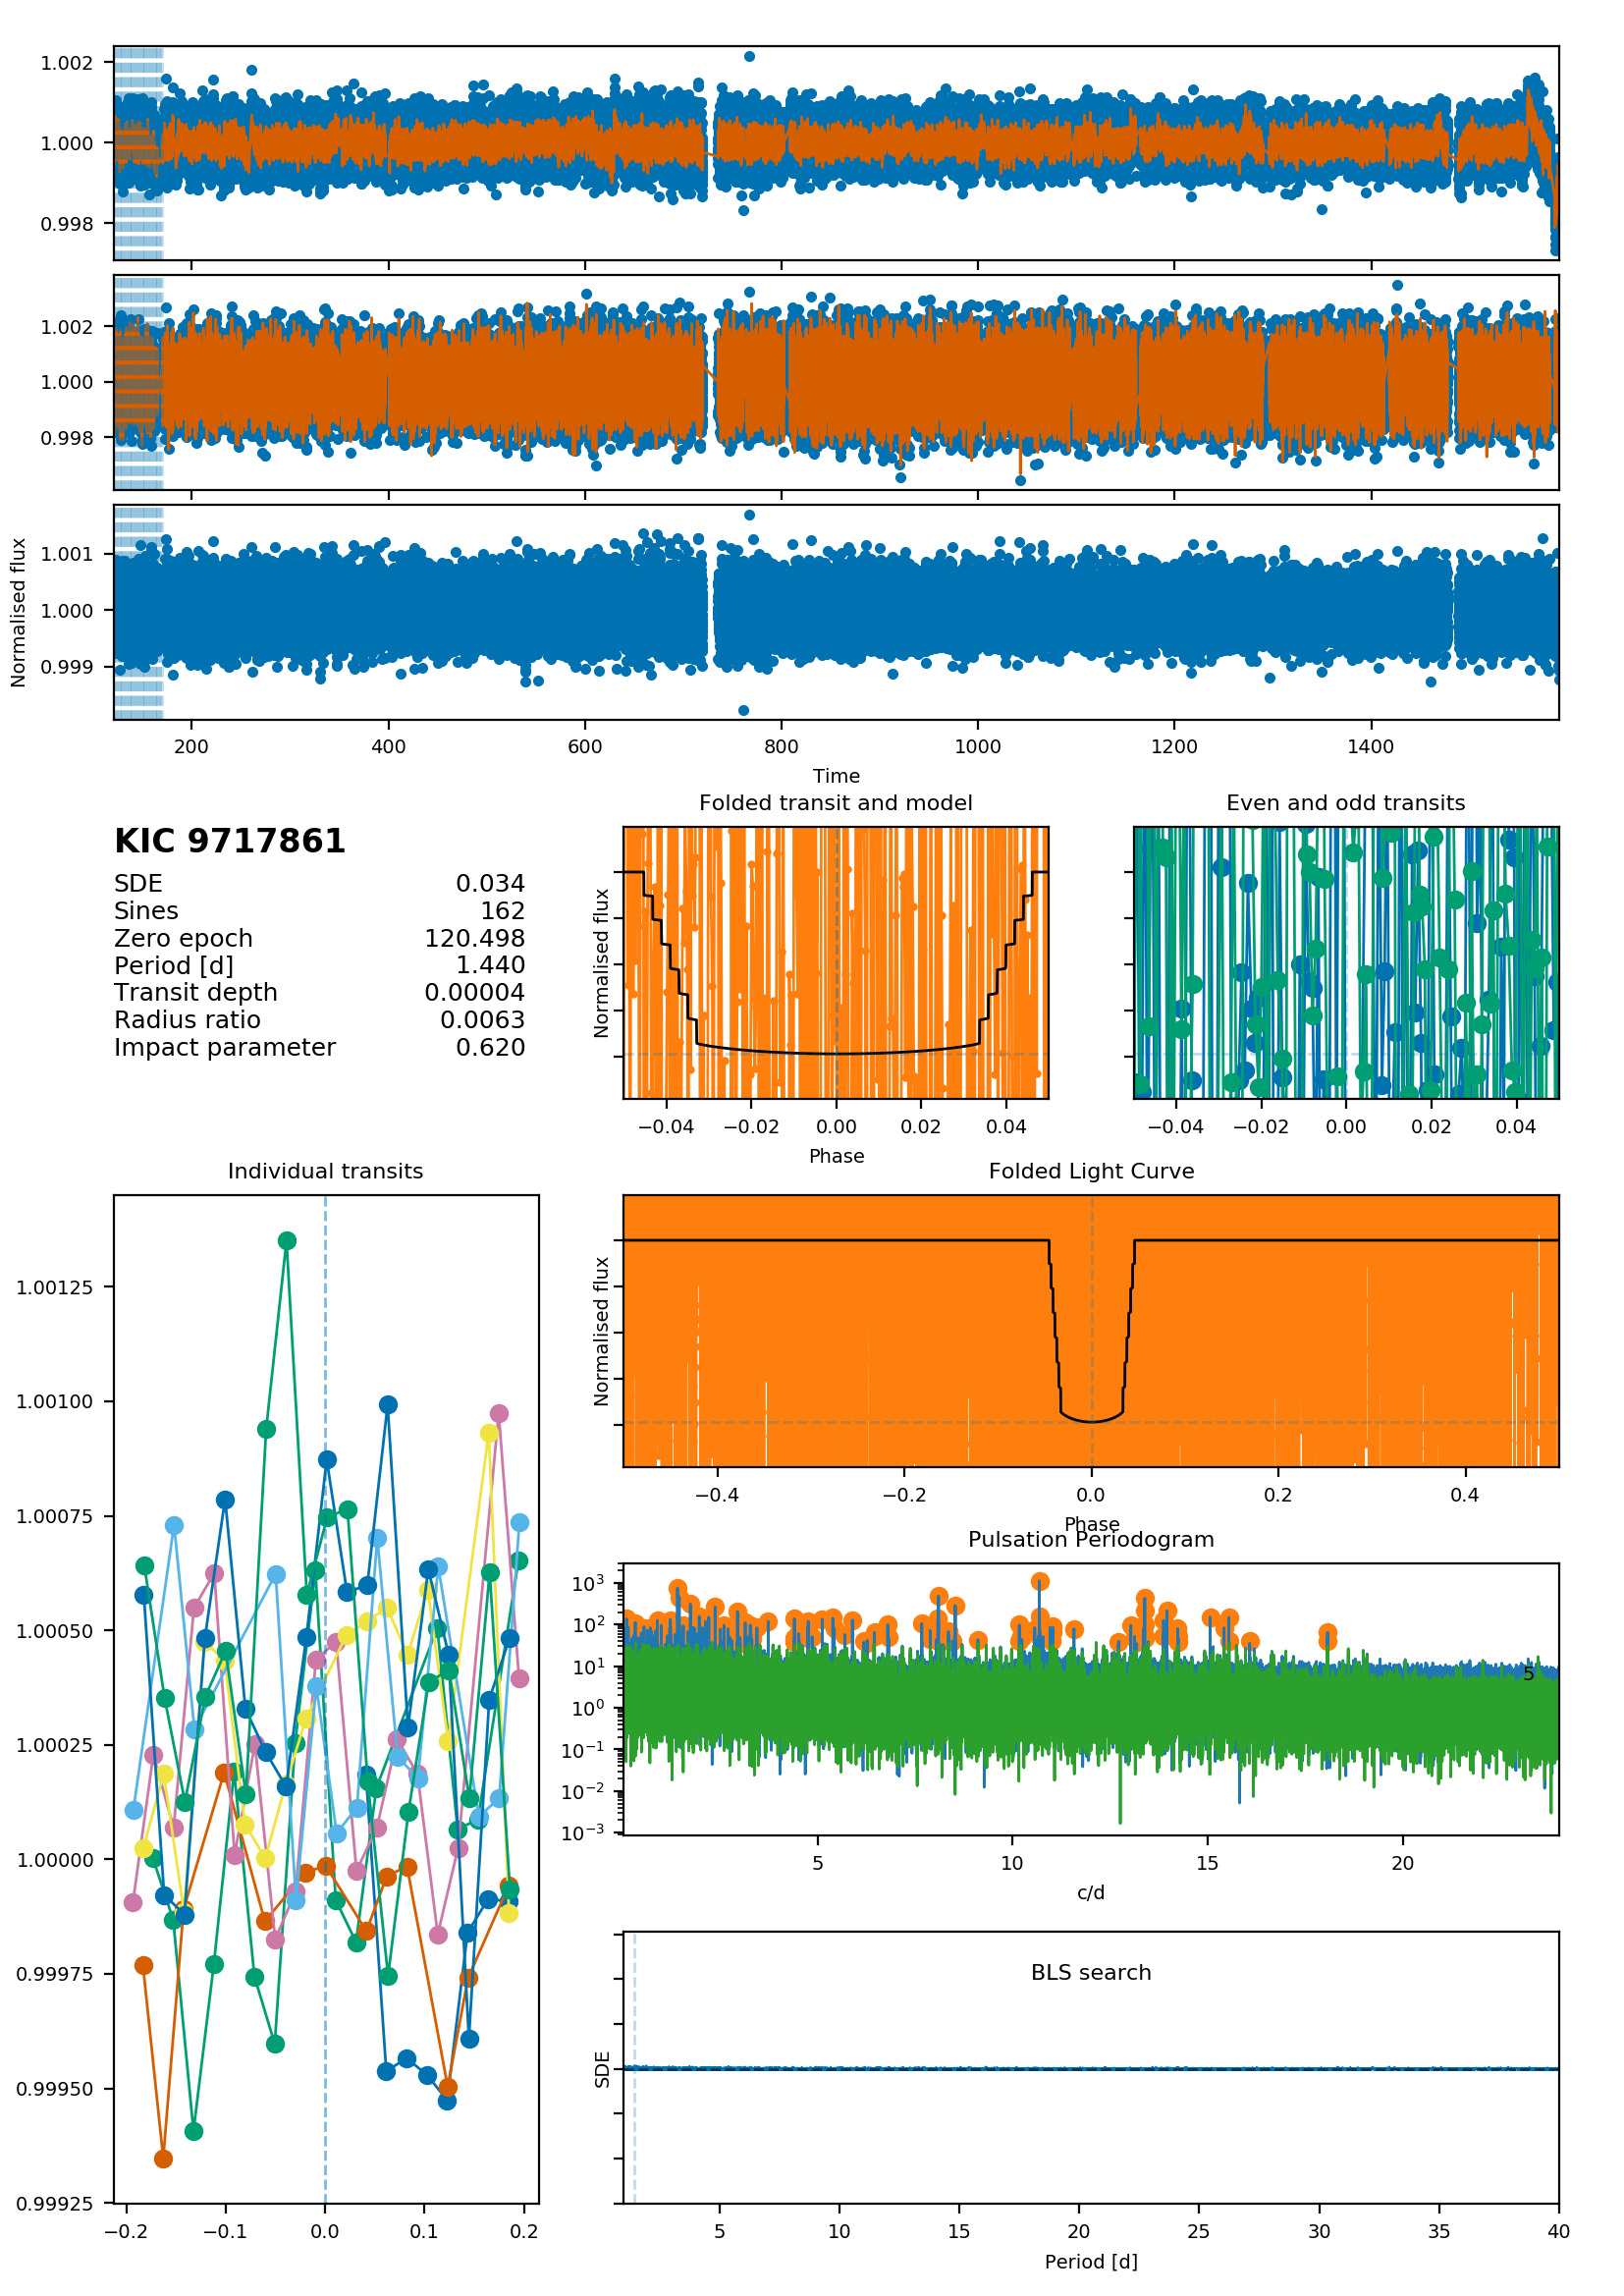 1.002
1.000
0.998
1.002
1.000
0.998
1.001
1.000
0.999
Normalised flux
200 400 600 800 1000 1200 1400
Time
KIC 9717861
SDE 0.034
Sines 162
Zero epoch 120.498
Period [d] 1.440
Transit depth 0.00004
Radius ratio 0.0063
Impact parameter 0.620
Folded transit and model
Normalised flux
−0.04 −0.02 0.00 0.02 0.04
Phase
Even and odd transits
−0.04 −0.02 0.00 0.02 0.04
Individual transits
1.00125
1.00100
1.00075
1.00050
1.00025
1.00000
0.99975
0.99950
0.99925
−0.2 −0.1 0.0 0.1 0.2
Folded Light Curve
Normalised flux
−0.4 −0.2 0.0 0.2 0.4
Phase
Pulsation Periodogram
10³
10²
10¹
10⁰
10⁻¹
10⁻²
10⁻³
5
5 10 15 20
c/d
BLS search
SDE
5 10 15 20 25 30 35 40
Period [d]